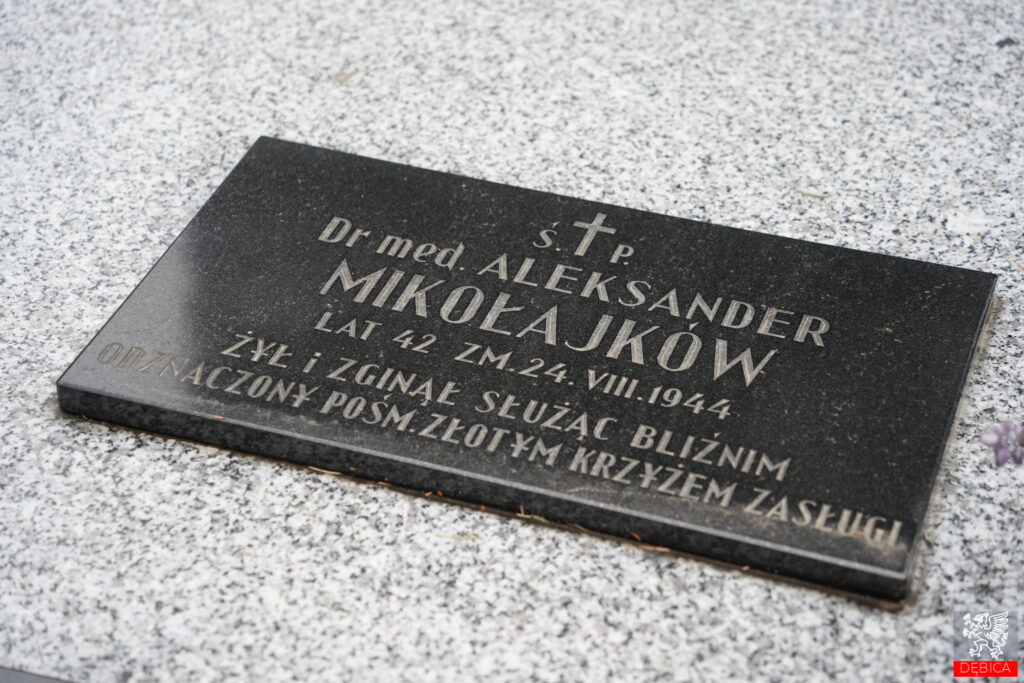 Ś. P.
Dr med. ALEKSANDER
MIKOŁAJKÓW
LAT 42 ZM. 24. VIII. 1944
ŻYŁ i ZGINĄŁ SŁUŻĄC BLIŹNIM
ODZNACZONY POŚM. ZŁOTYM KRZYŻEM ZASŁUGI
DĘBICA